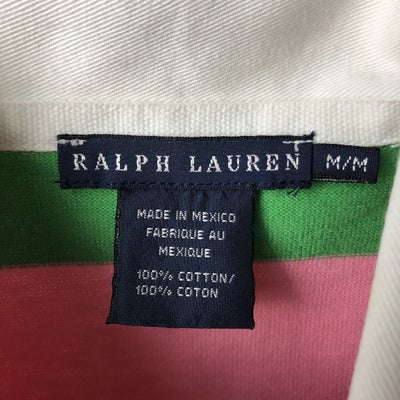 RALPH LAUREN M/M
MADE IN MEXICO
FABRIQUE AU
MEXIQUE
100% COTTON/
100% COTON